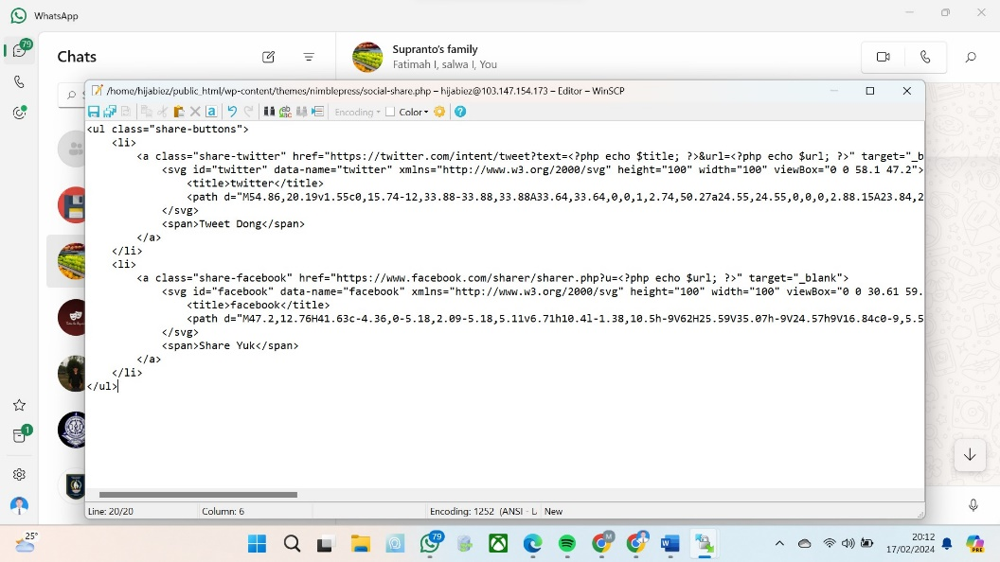 WhatsApp
79
Chats
Supranto's family
Fatimah I, salwa I, You
/home/hijabiez/public_html/wp-content/themes/nimblepress/social-share.php – hijabiez@103.147.154.173 – Editor – WinSCP
Encoding
Color
<ul class="share-buttons">
<li>
<a class="share-twitter" href="https://twitter.com/intent/tweet?text=<?php echo $title; ?>&url=<?php echo $url; ?>" target="_b
<svg id="twitter" data-name="twitter" xmlns="http://www.w3.org/2000/svg" height="100" width="100" viewBox="0 0 58.1 47.2">
<title>twitter</title>
<path d="M54.86,20.19v1.55c0,15.74-12,33.88-33.88,33.88A33.64,33.64,0,0,1,2.74,50.27a24.55,24.55,0,0,0,2.88.15A23.84,2
</svg>
<span>Tweet Dong</span>
</a>
</li>
<li>
<a class="share-facebook" href="https://www.facebook.com/sharer/sharer.php?u=<?php echo $url; ?>" target="_blank">
<svg id="facebook" data-name="facebook" xmlns="http://www.w3.org/2000/svg" height="100" width="100" viewBox="0 0 30.61 59.
<title>facebook</title>
<path d="M47.2,12.76H41.63c-4.36,0-5.18,2.09-5.18,5.11v6.71h10.4l-1.38,10.5h-9V62H25.59V35.07h-9V24.57h9V16.84c0-9,5.5
</svg>
<span>Share Yuk</span>
</a>
</li>
</ul>
1
Line: 20/20
Column: 6
Encoding: 1252 (ANSI - L
New
25°
79
20:12
17/02/2024
PRE